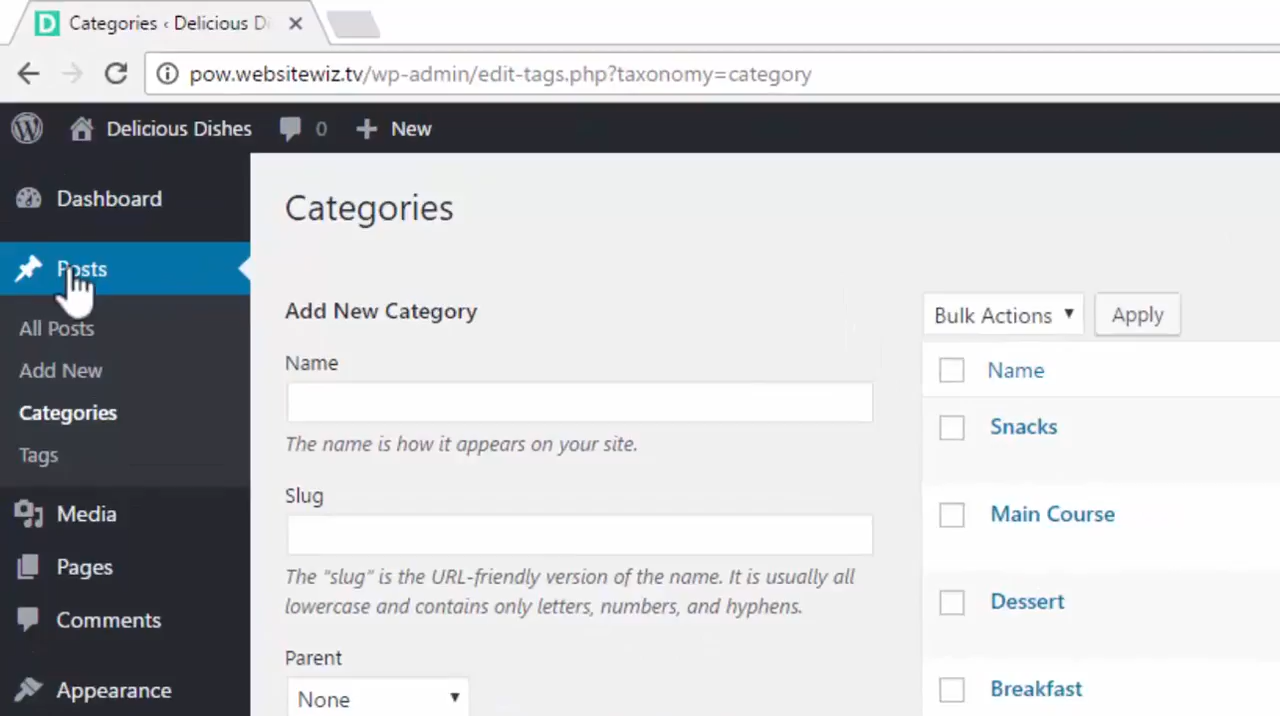 Categories ‹ Delicious Di
pow.websitewiz.tv/wp-admin/edit-tags.php?taxonomy=category
Delicious Dishes 0 New
Dashboard
Posts
All Posts
Add New
Categories
Tags
Media
Pages
Comments
Appearance
Categories
Add New Category
Name
The name is how it appears on your site.
Slug
The "slug" is the URL-friendly version of the name. It is usually all
lowercase and contains only letters, numbers, and hyphens.
Parent
None
Bulk Actions Apply
Name
Snacks
Main Course
Dessert
Breakfast